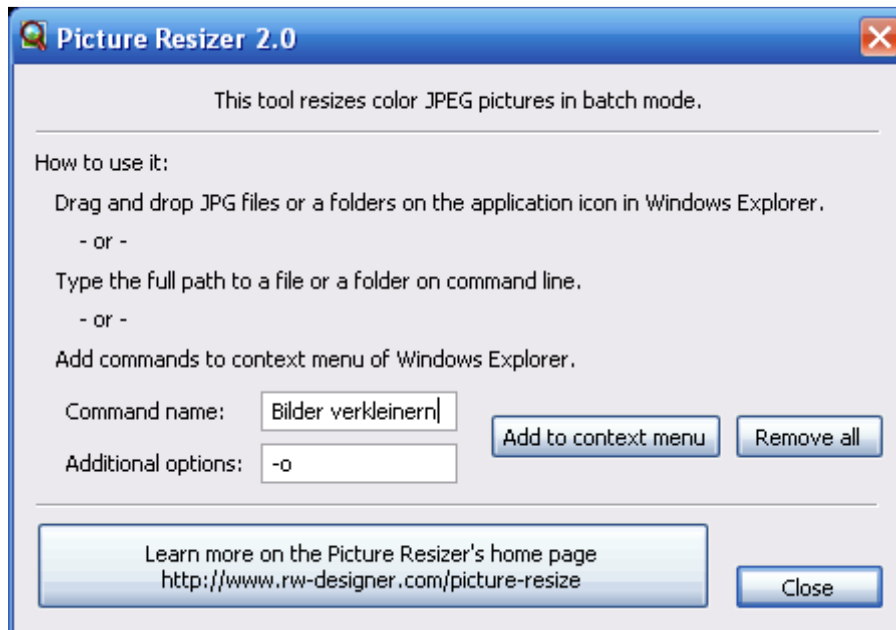 Picture Resizer 2.0
This tool resizes color JPEG pictures in batch mode.
How to use it:
Drag and drop JPG files or a folders on the application icon in Windows Explorer.
- or -
Type the full path to a file or a folder on command line.
- or -
Add commands to context menu of Windows Explorer.
Command name: Bilder verkleinern Add to context menu Remove all
Additional options: -o
Learn more on the Picture Resizer's home page
http://www.rw-designer.com/picture-resize
Close